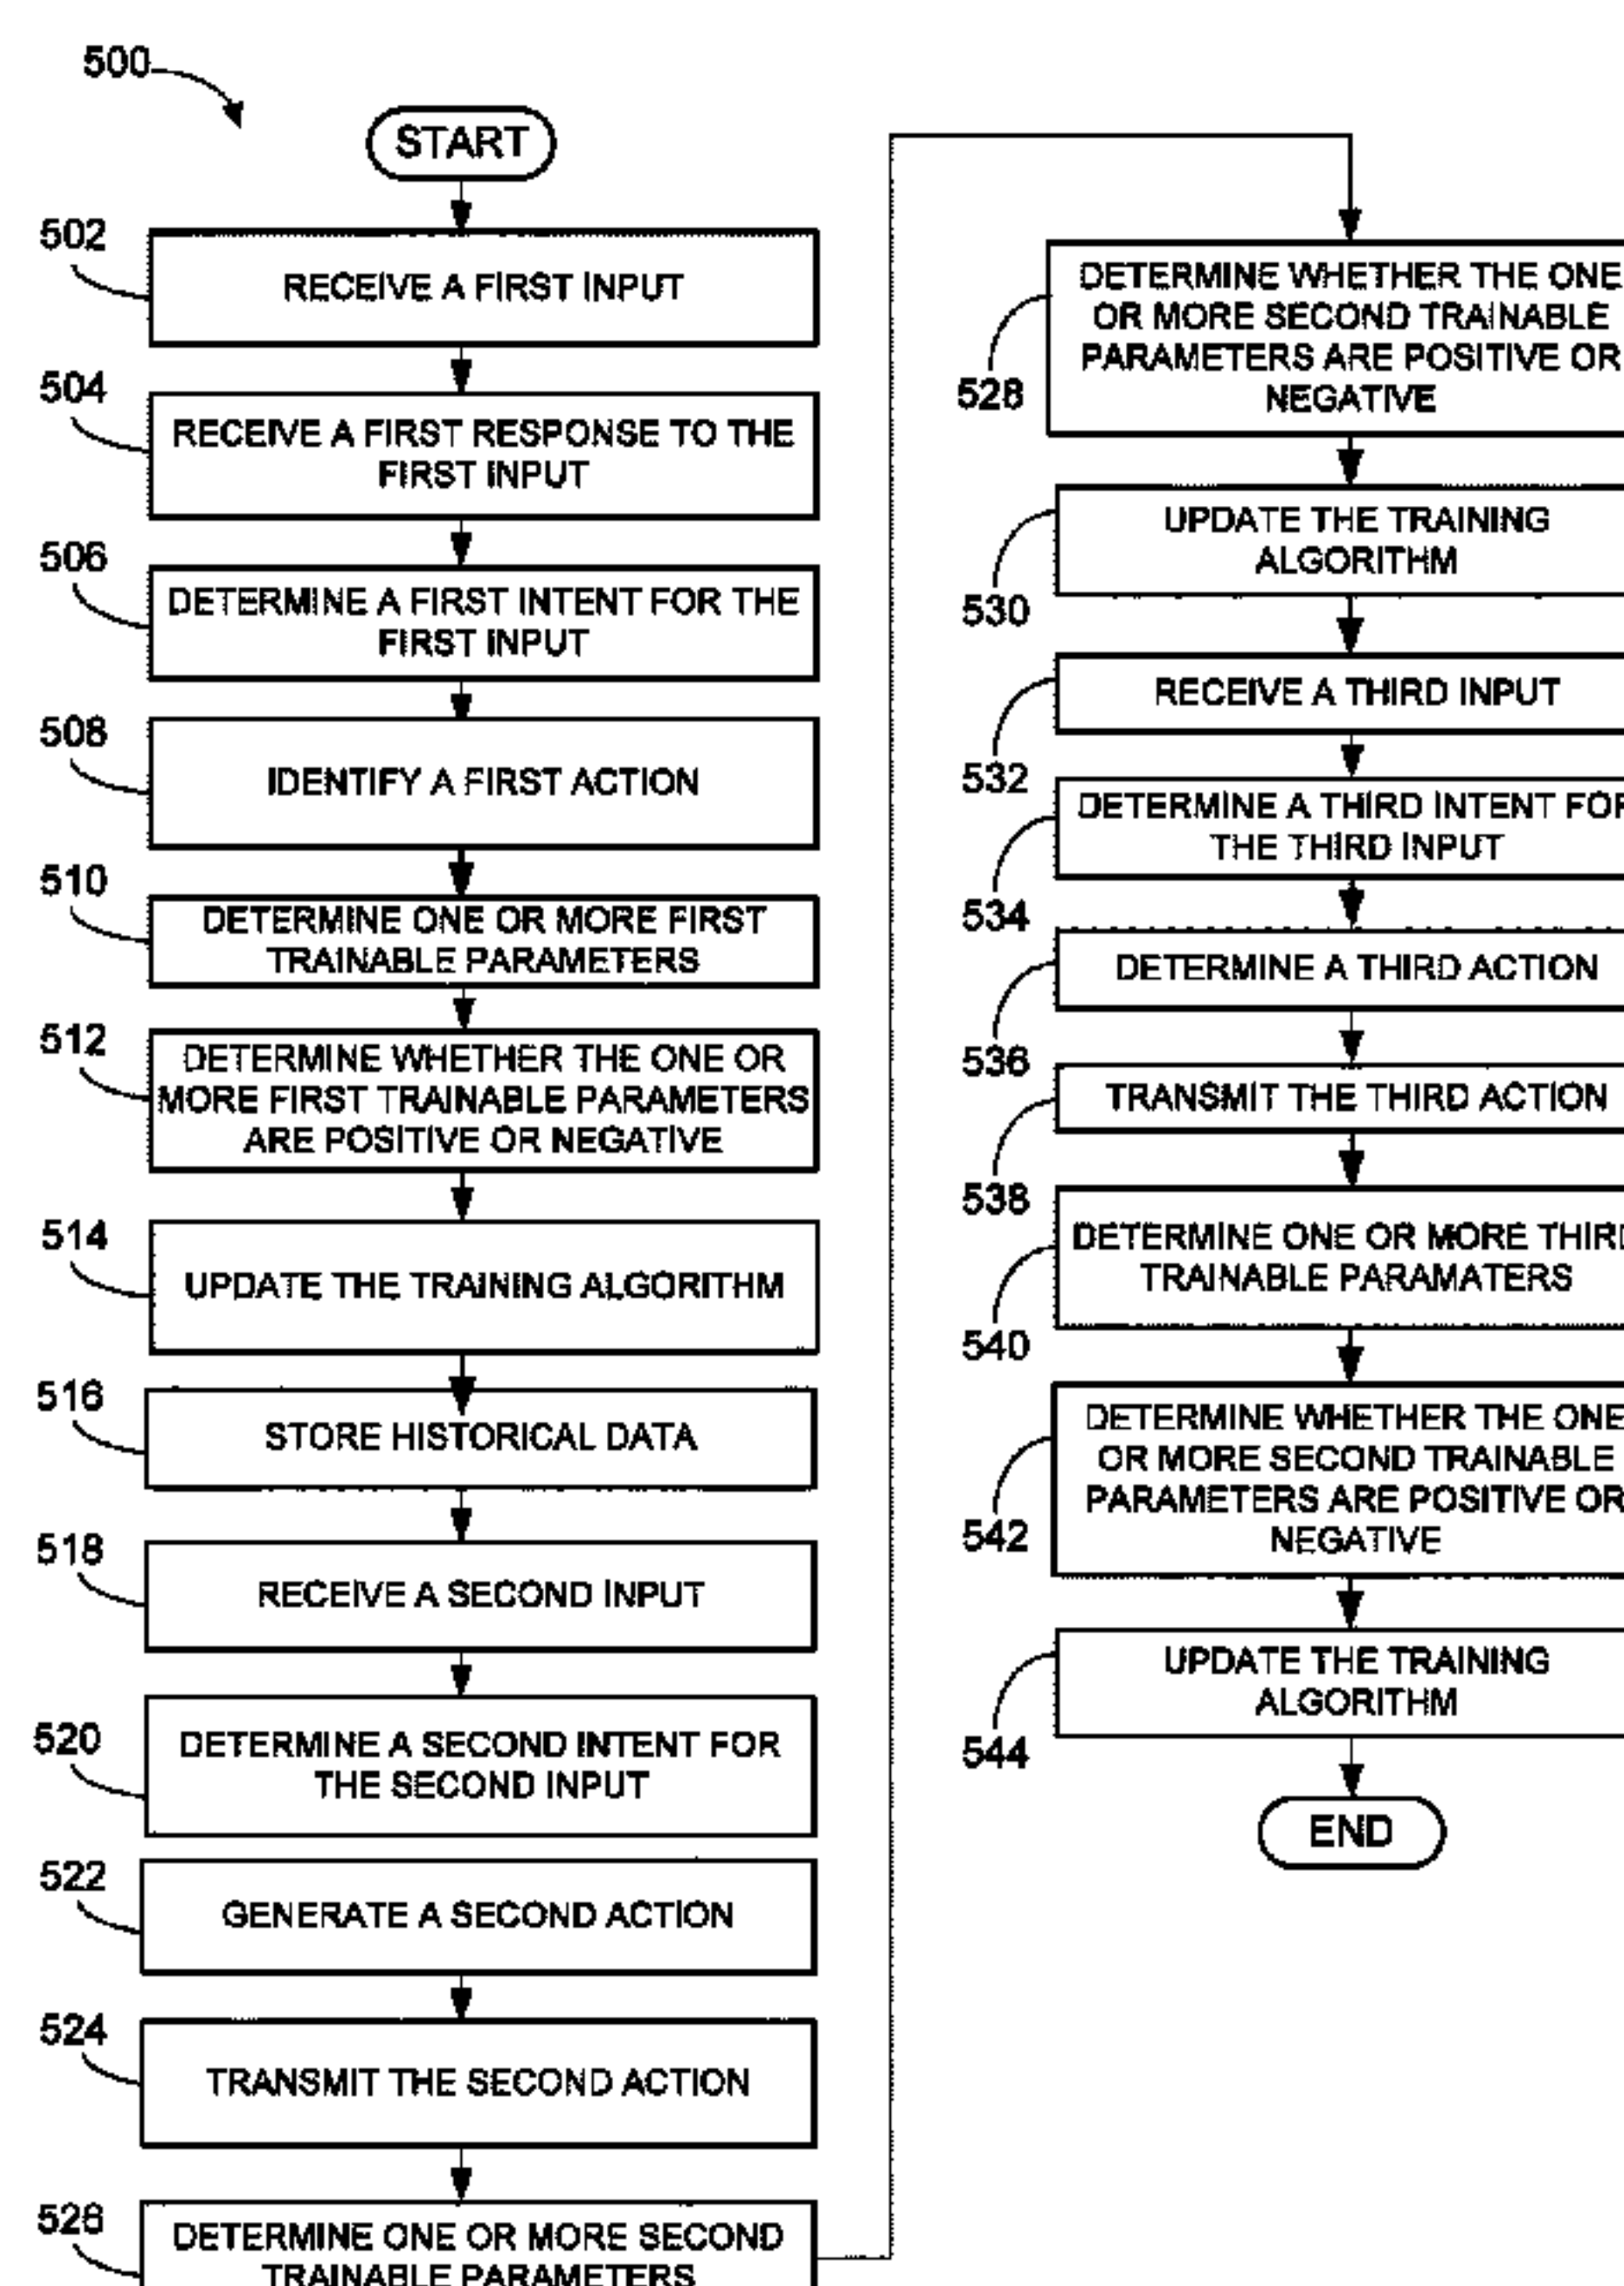 500
START
502
RECEIVE A FIRST INPUT
504
RECEIVE A FIRST RESPONSE TO THE
FIRST INPUT
506
DETERMINE A FIRST INTENT FOR THE
FIRST INPUT
508
IDENTIFY A FIRST ACTION
510
DETERMINE ONE OR MORE FIRST
TRAINABLE PARAMETERS
512
DETERMINE WHETHER THE ONE OR
MORE FIRST TRAINABLE PARAMETERS
ARE POSITIVE OR NEGATIVE
514
UPDATE THE TRAINING ALGORITHM
516
STORE HISTORICAL DATA
518
RECEIVE A SECOND INPUT
520
DETERMINE A SECOND INTENT FOR
THE SECOND INPUT
522
GENERATE A SECOND ACTION
524
TRANSMIT THE SECOND ACTION
526
DETERMINE ONE OR MORE SECOND
TRAINABLE PARAMETERS
DETERMINE WHETHER THE ONE
OR MORE SECOND TRAINABLE
PARAMETERS ARE POSITIVE OR
NEGATIVE
528
UPDATE THE TRAINING
ALGORITHM
530
RECEIVE A THIRD INPUT
532
DETERMINE A THIRD INTENT FOR
THE THIRD INPUT
534
DETERMINE A THIRD ACTION
536
TRANSMIT THE THIRD ACTION
538
DETERMINE ONE OR MORE THIRD
TRAINABLE PARAMATERS
540
DETERMINE WHETHER THE ONE
OR MORE SECOND TRAINABLE
PARAMETERS ARE POSITIVE OR
NEGATIVE
542
UPDATE THE TRAINING
ALGORITHM
544
END